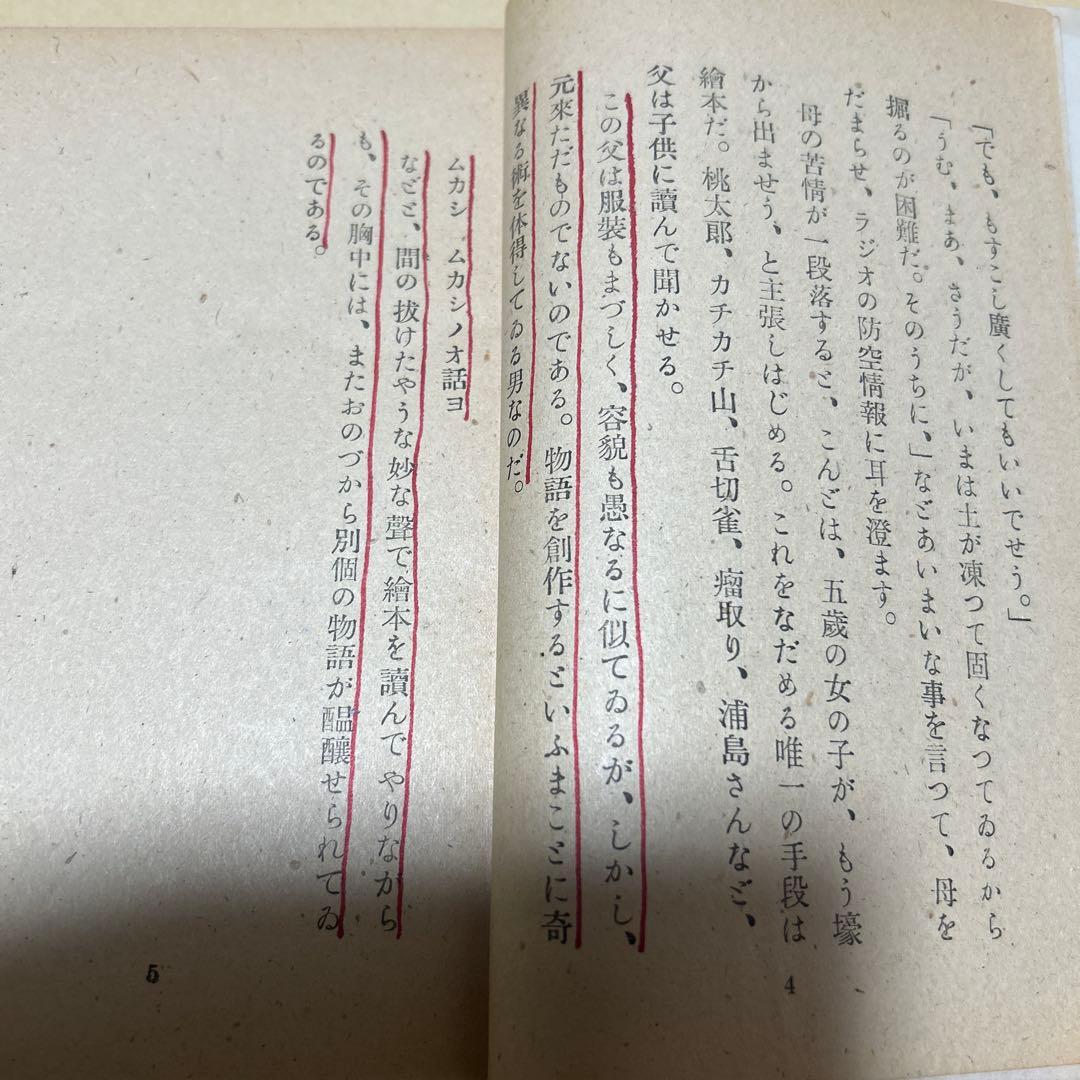 「でも、もすこし廣くしてもいいでせう。」
「うむ、まあ、さうだが、いまは土が凍つて固くなつてゐるから
掘るのが困難だ。そのうちに、」などあいまいな事を言つて、母を
だまらせ、ラジオの防空情報に耳を澄ます。
母の苦情が一段落すると、こんどは、五歳の女の子が、もう壕
から出ませう、と主張しはじめる。これをなだめる唯一の手段は
繪本だ。桃太郎、カチカチ山、舌切雀、瘤取り、浦島さんなど、
父は子供に讀んで聞かせる。
この父は服裝もまづしく、容貌も愚なるに似てゐるが、しかし、
元來ただものでないのである。物語を創作するといふまことに奇
異なる術を体得してゐる男なのだ。
4
ムカシ ムカシノオ話ヨ
などと、間の抜けたやうな妙な聲で繪本を讀んでやりながら
も、その胸中には、またおのづから別個の物語が醞釀せられてゐ
るのである。
5